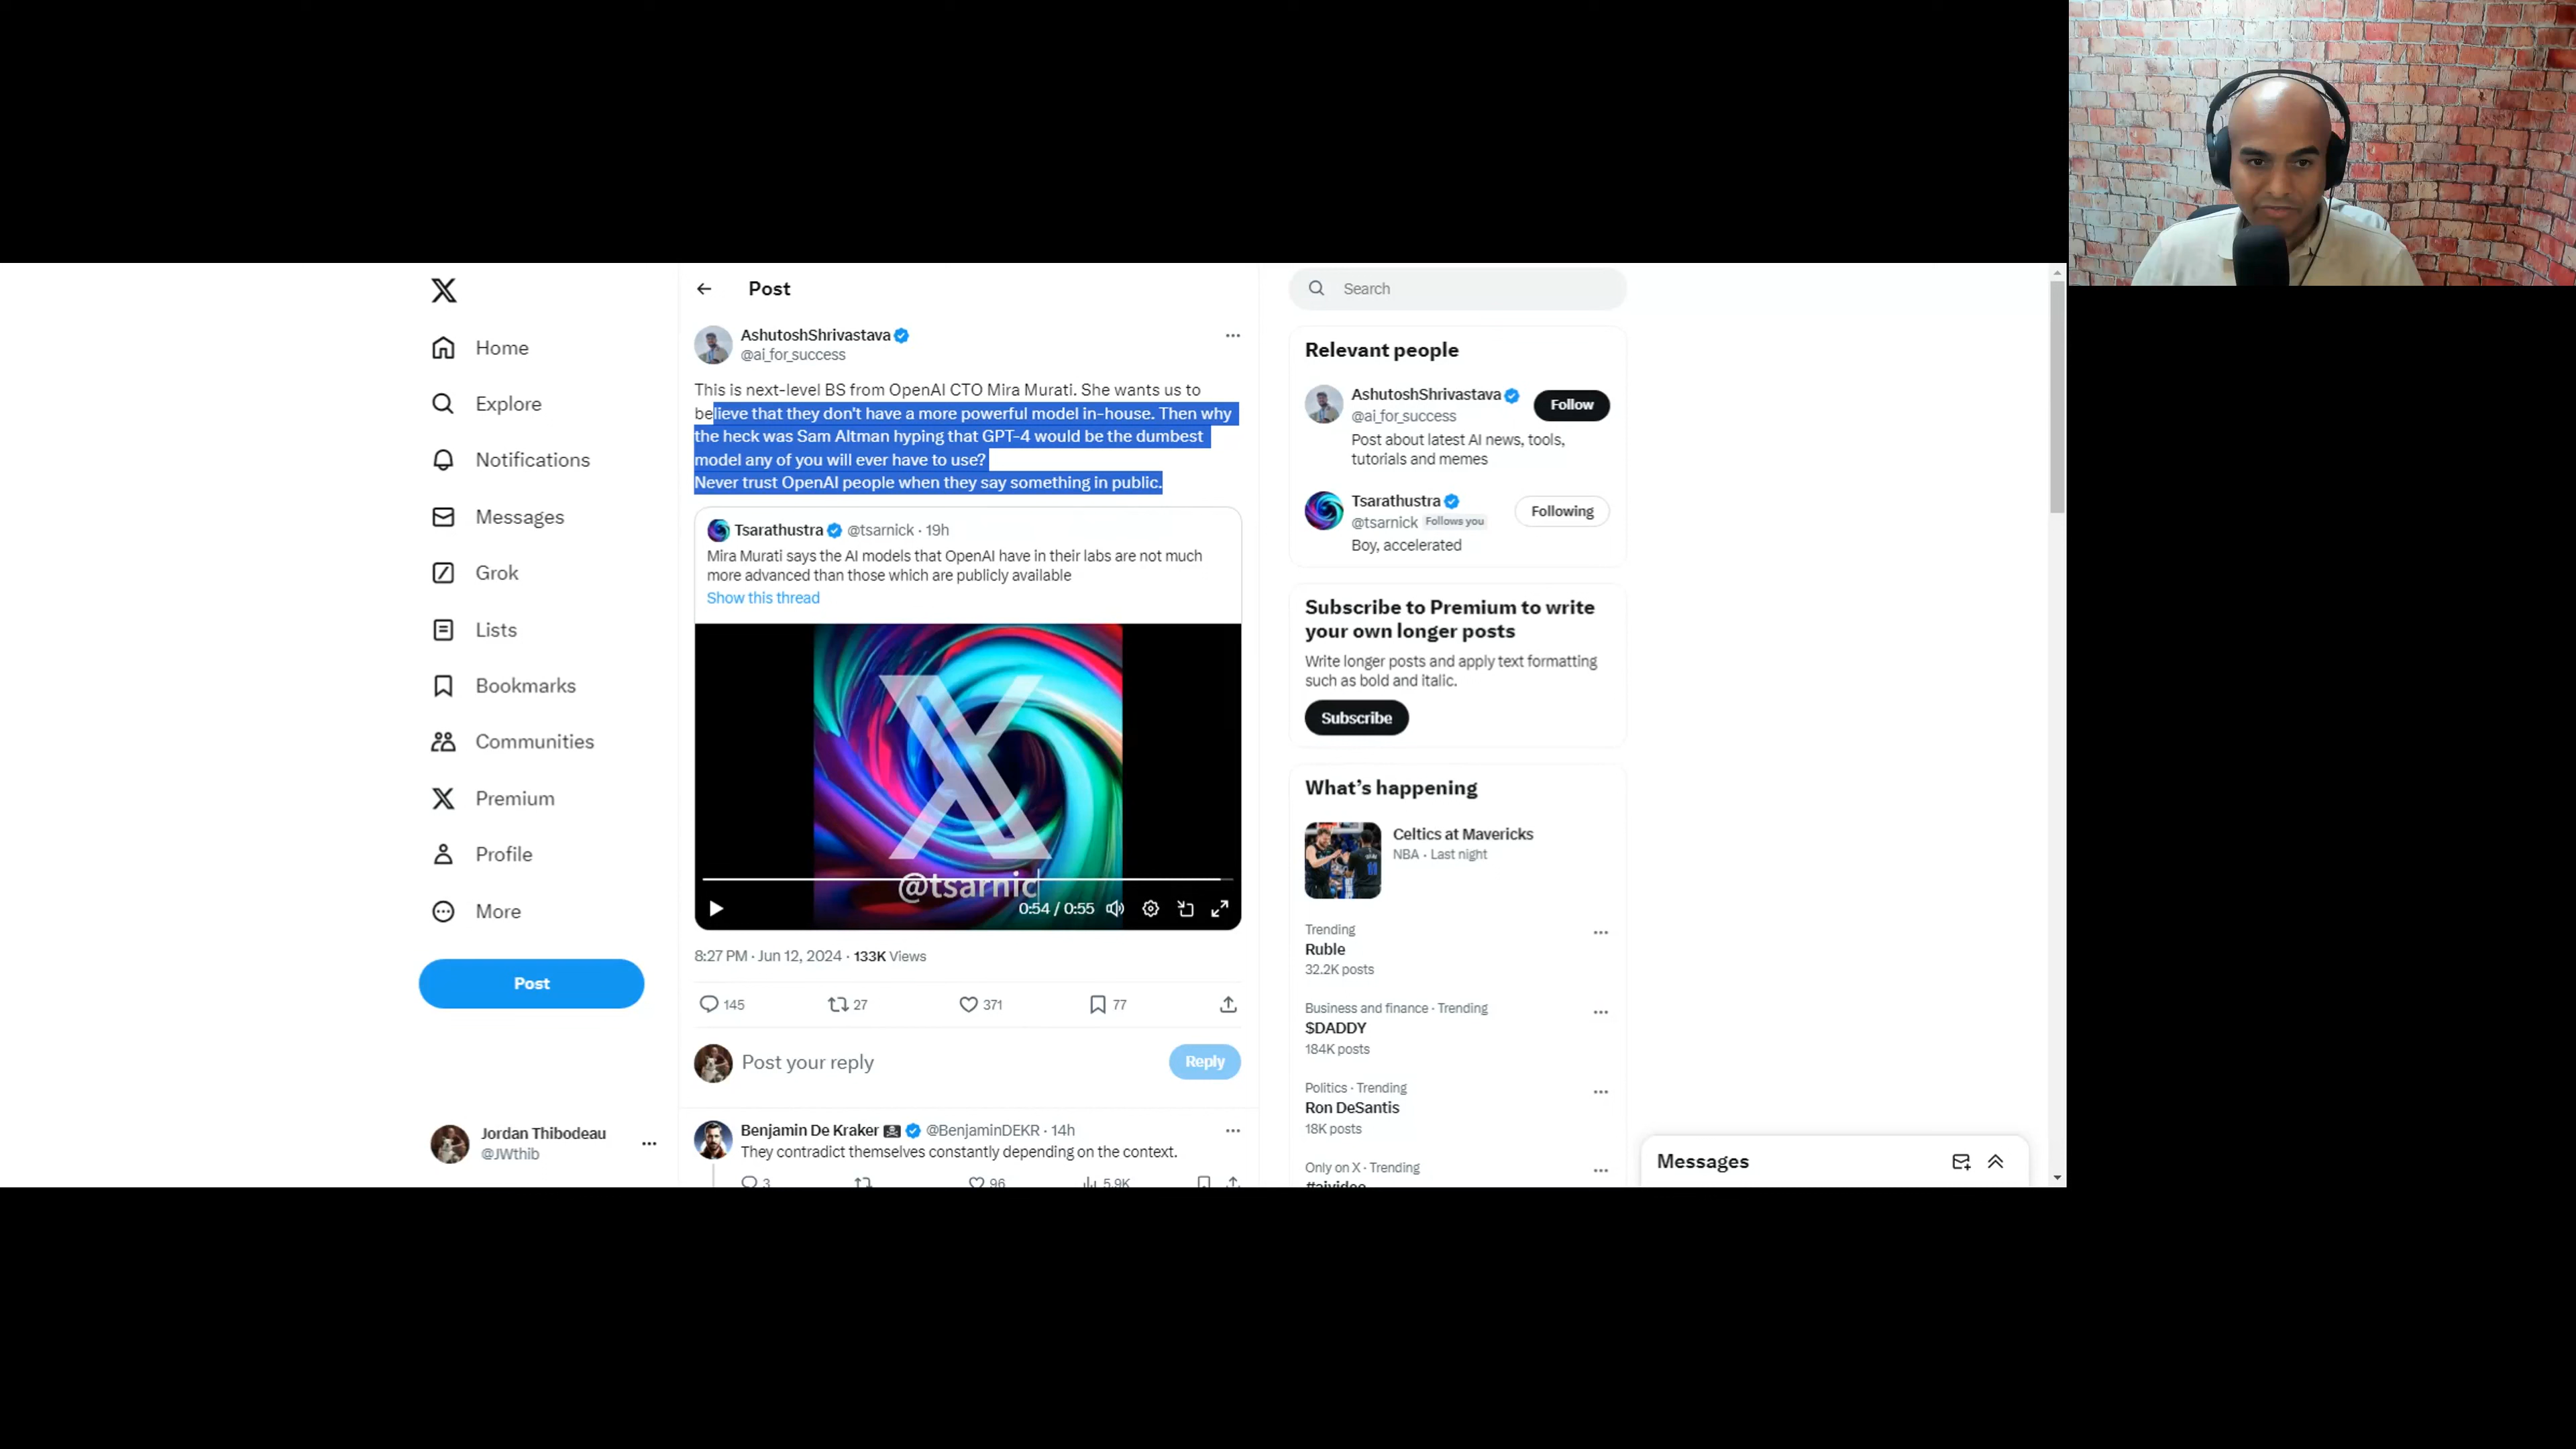 Post
Search
Home
Explore
Notifications
Messages
Grok
Lists
Bookmarks
Communities
Premium
Profile
More
Post
Jordan Thibodeau
@JWthib
AshutoshShrivastava
@ai_for_success
This is next-level BS from OpenAI CTO Mira Murati. She wants us to
believe that they don't have a more powerful model in-house. Then why
the heck was Sam Altman hyping that GPT-4 would be the dumbest
model any of you will ever have to use?
Never trust OpenAI people when they say something in public.
Tsarathustra @tsarnick · 19h
Mira Murati says the AI models that OpenAI have in their labs are not much
more advanced than those which are publicly available
Show this thread
@tsarnic
0:54 / 0:55
8:27 PM · Jun 12, 2024 · 133K Views
145 27 371 77
Post your reply
Reply
Benjamin De Kraker @BenjaminDEKR · 14h
They contradict themselves constantly depending on the context.
3 96 5.9K
Relevant people
AshutoshShrivastava
@ai_for_success
Follow
Post about latest AI news, tools,
tutorials and memes
Tsarathustra
@tsarnick Follows you
Following
Boy, accelerated
Subscribe to Premium to write
your own longer posts
Write longer posts and apply text formatting
such as bold and italic.
Subscribe
What's happening
Celtics at Mavericks
NBA · Last night
Trending
Ruble
32.2K posts
Business and finance · Trending
$DADDY
184K posts
Politics · Trending
Ron DeSantis
18K posts
Only on X · Trending
#aivideo
Messages